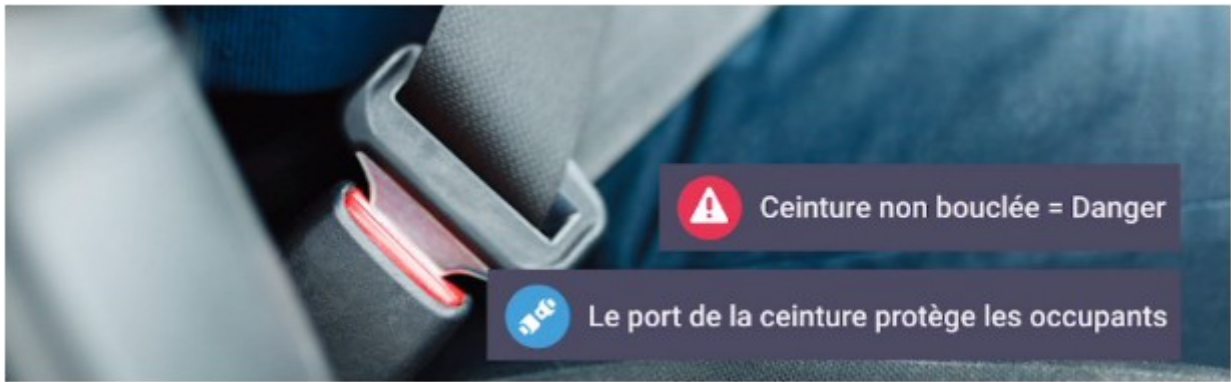 Ceinture non bouclée = Danger
Le port de la ceinture protège les occupants